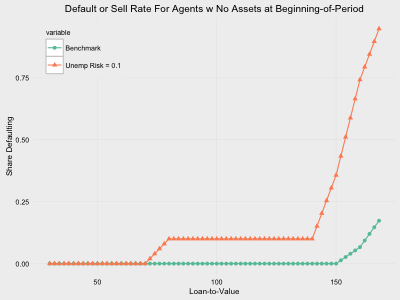 Default or Sell Rate For Agents w No Assets at Beginning-of-Period
variable
Benchmark
Unemp Risk = 0.1
Share Defaulting
0.75
0.50
0.25
0.00
50
100
150
Loan-to-Value